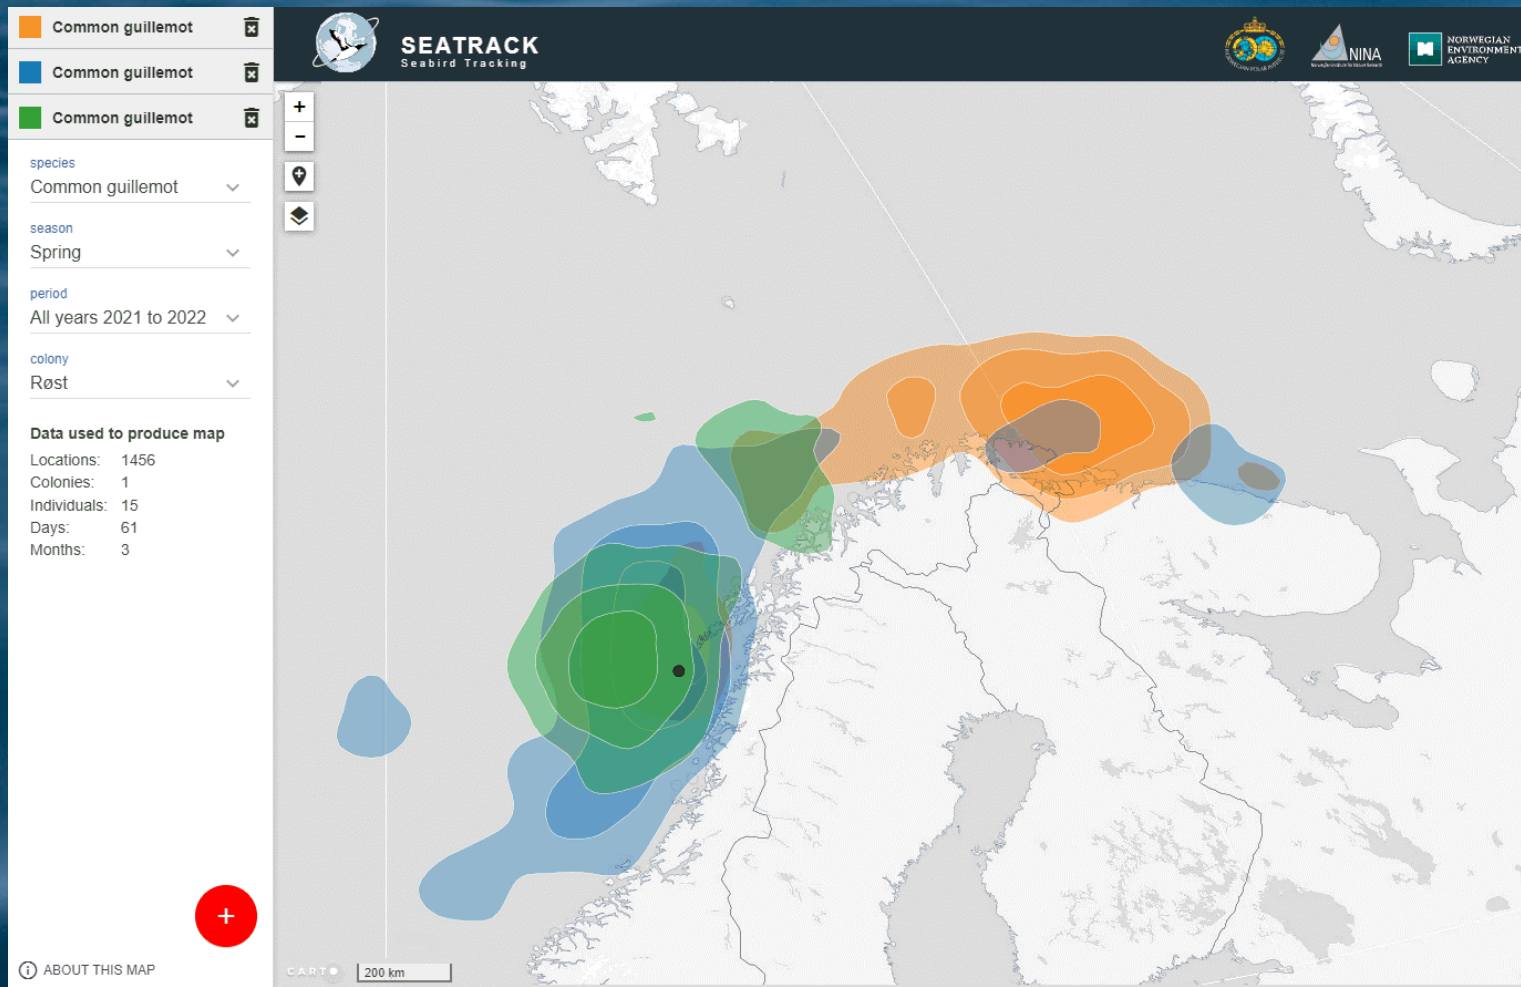 Common guillemot
Common guillemot
Common guillemot
species
Common guillemot
season
Spring
period
All years 2021 to 2022
colony
Røst
Data used to produce map
Locations: 1456
Colonies: 1
Individuals: 15
Days: 61
Months: 3
+
ABOUT THIS MAP
SEATRACK
Seabird Tracking
NINA
NORWEGIAN
ENVIRONMENT
AGENCY
+
−
CARTO
200 km